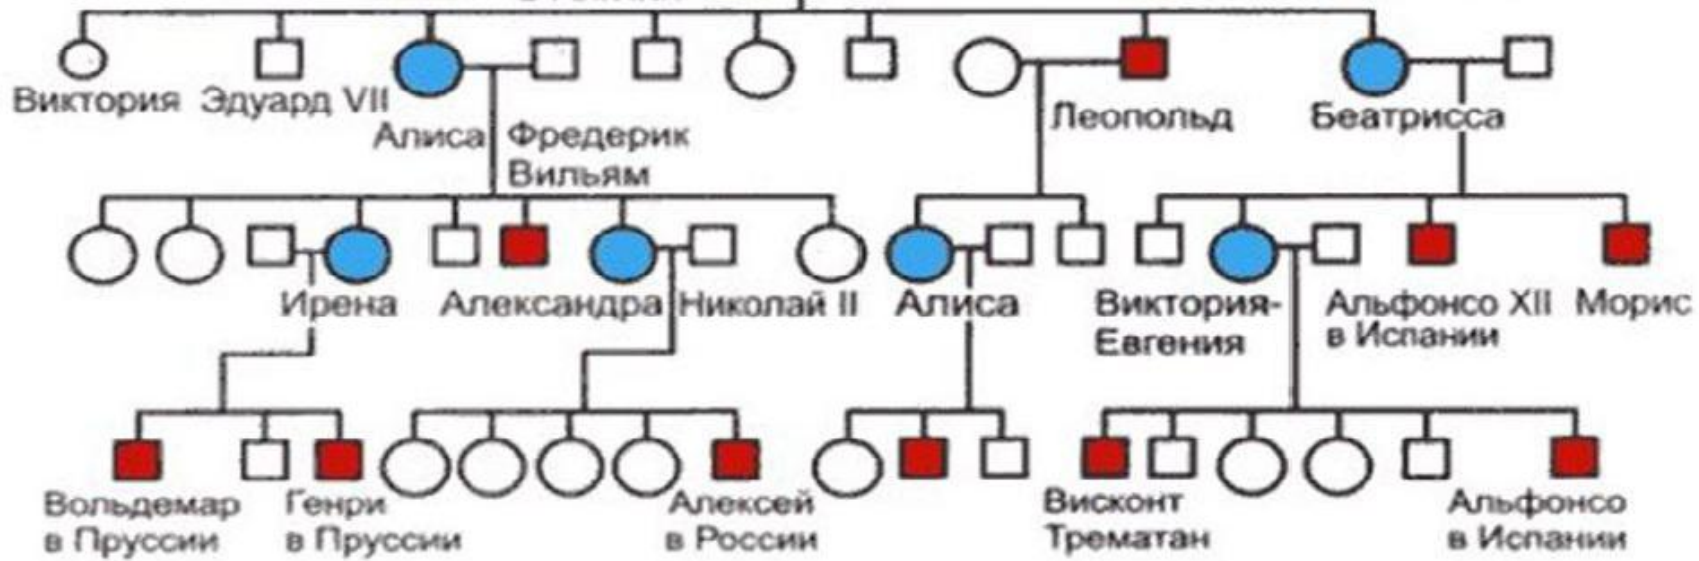 Виктория Эдуард VII
Алиса Фредерик
Вильям
Леопольд
Беатрисса
Ирена
Александра
Николай II
Алиса
Виктория-
Евгения
Альфонсо XII
в Испании
Морис
Вольдемар
в Пруссии
Генри
в Пруссии
Алексей
в России
Висконт
Трематан
Альфонсо
в Испании